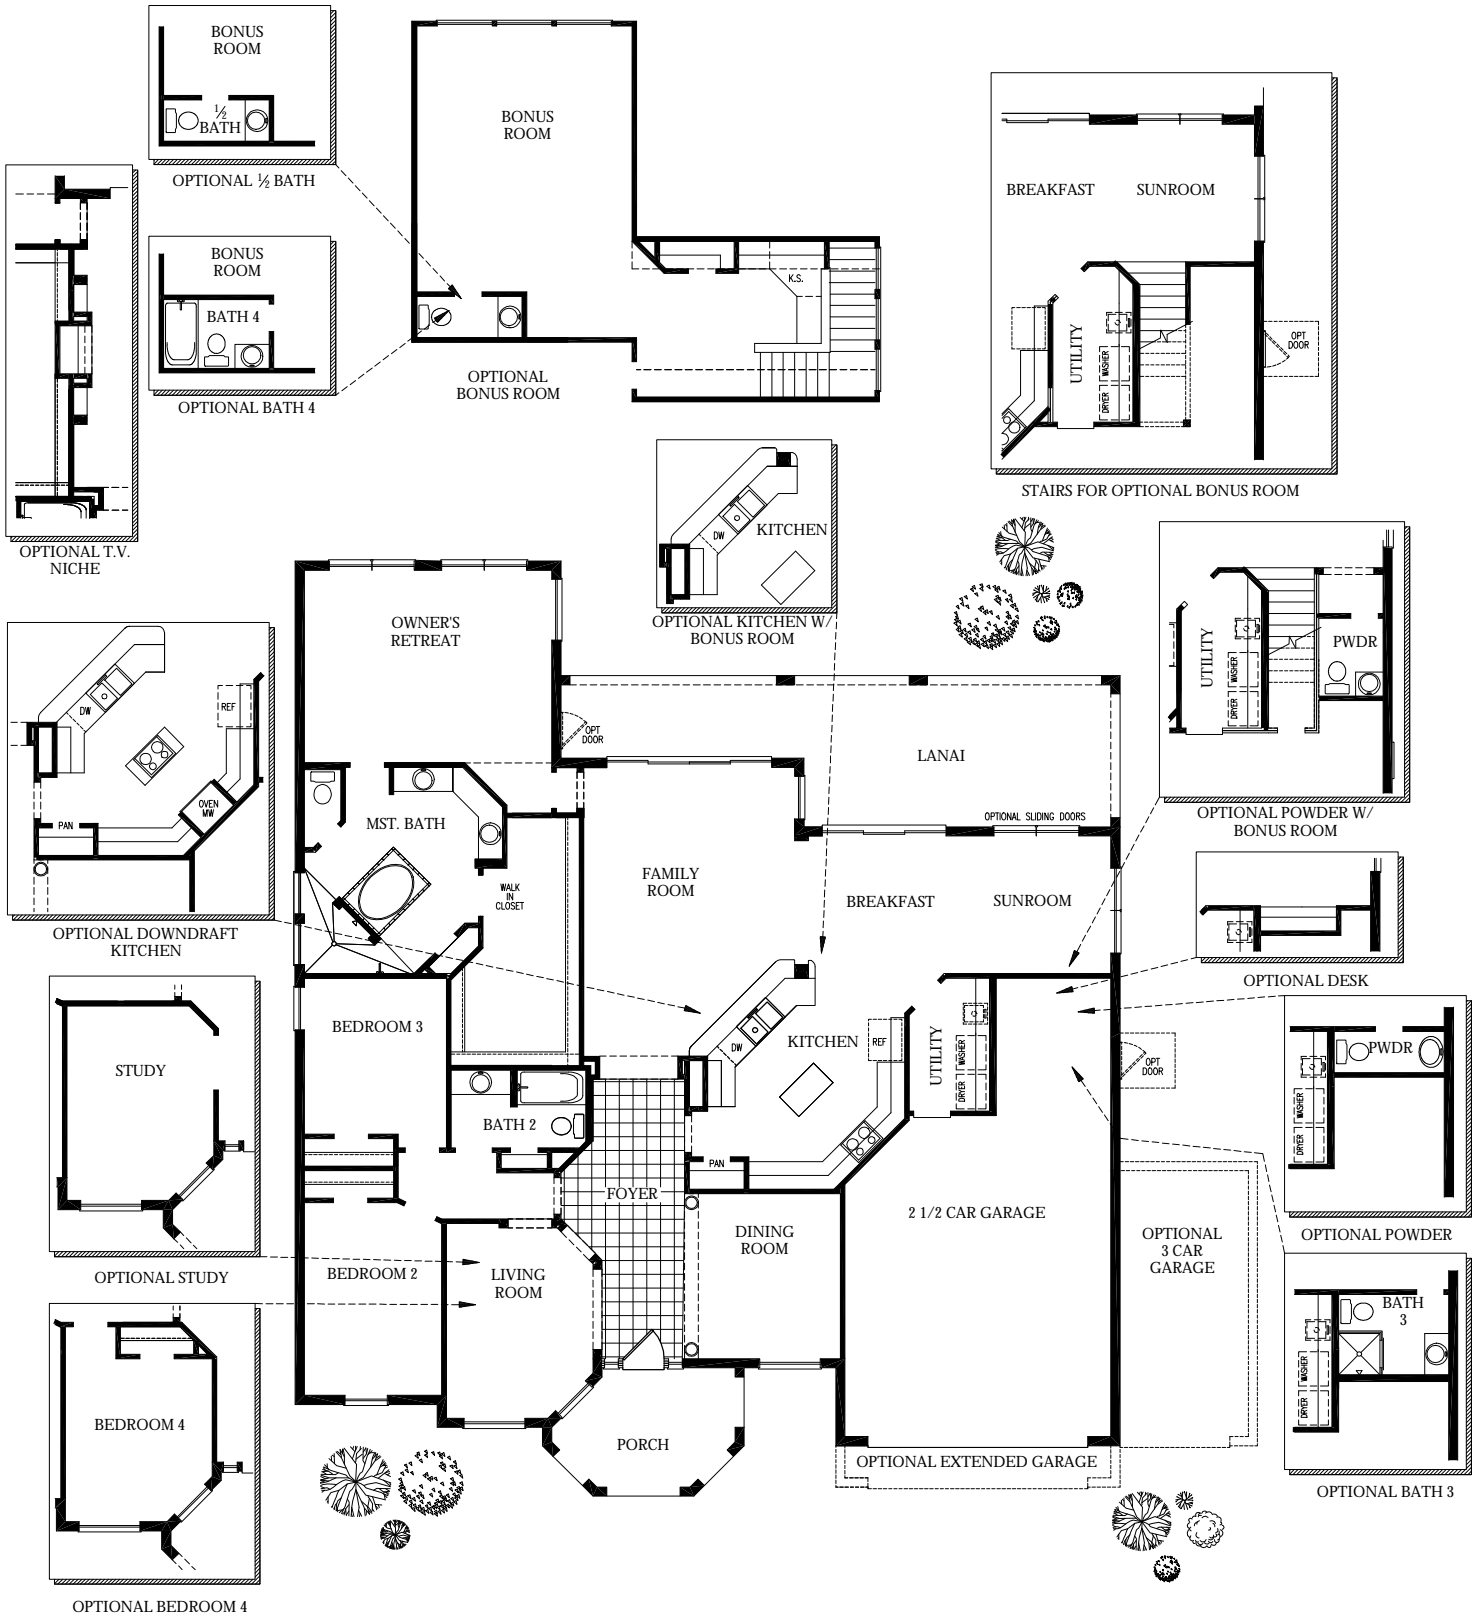 BONUS
ROOM
½
BATH
OPTIONAL ½ BATH
BONUS
ROOM
BATH 4
OPTIONAL BATH 4
OPTIONAL T.V.
NICHE
BONUS
ROOM
K.S.
OPTIONAL
BONUS ROOM
BREAKFAST
SUNROOM
UTILITY
WASHER
DRYER
OPT
DOOR
STAIRS FOR OPTIONAL BONUS ROOM
DW
KITCHEN
OPTIONAL KITCHEN W/
BONUS ROOM
UTILITY
WASHER
DRYER
PWDR
OPTIONAL POWDER W/
BONUS ROOM
DW
REF
OVEN
MW
PAN
OPTIONAL DOWNDRAFT
KITCHEN
OPTIONAL DESK
STUDY
OPTIONAL STUDY
BEDROOM 4
OPTIONAL BEDROOM 4
PWDR
WASHER
DRYER
OPTIONAL POWDER
BATH
3
WASHER
DRYER
OPTIONAL BATH 3
OWNER'S
RETREAT
OPT
DOOR
LANAI
OPTIONAL SLIDING DOORS
MST. BATH
WALK
IN
CLOSET
FAMILY
ROOM
BREAKFAST
SUNROOM
BEDROOM 3
DW
KITCHEN
REF
UTILITY
WASHER
DRYER
OPT
DOOR
BATH 2
PAN
FOYER
DINING
ROOM
2 1/2 CAR GARAGE
OPTIONAL
3 CAR
GARAGE
BEDROOM 2
LIVING
ROOM
PORCH
OPTIONAL EXTENDED GARAGE